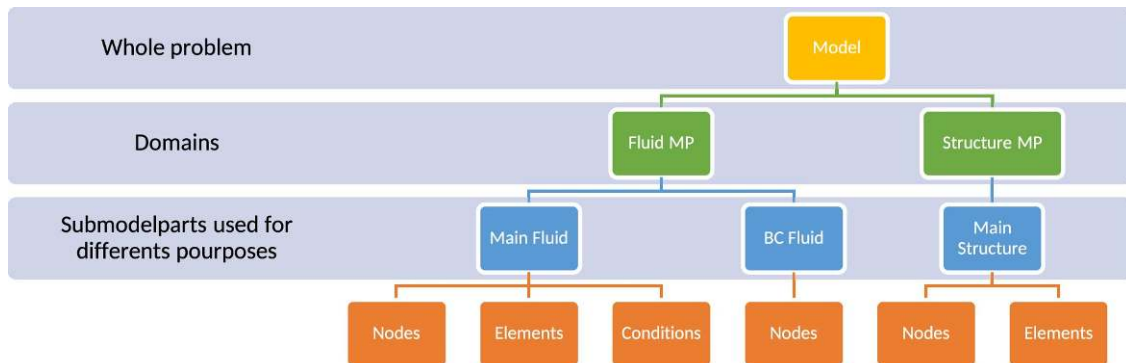 Whole problem
Model
Domains
Fluid MP
Structure MP
Submodelparts used for
differents pourposes
Main Fluid
BC Fluid
Main
Structure
Nodes
Elements
Conditions
Nodes
Nodes
Elements